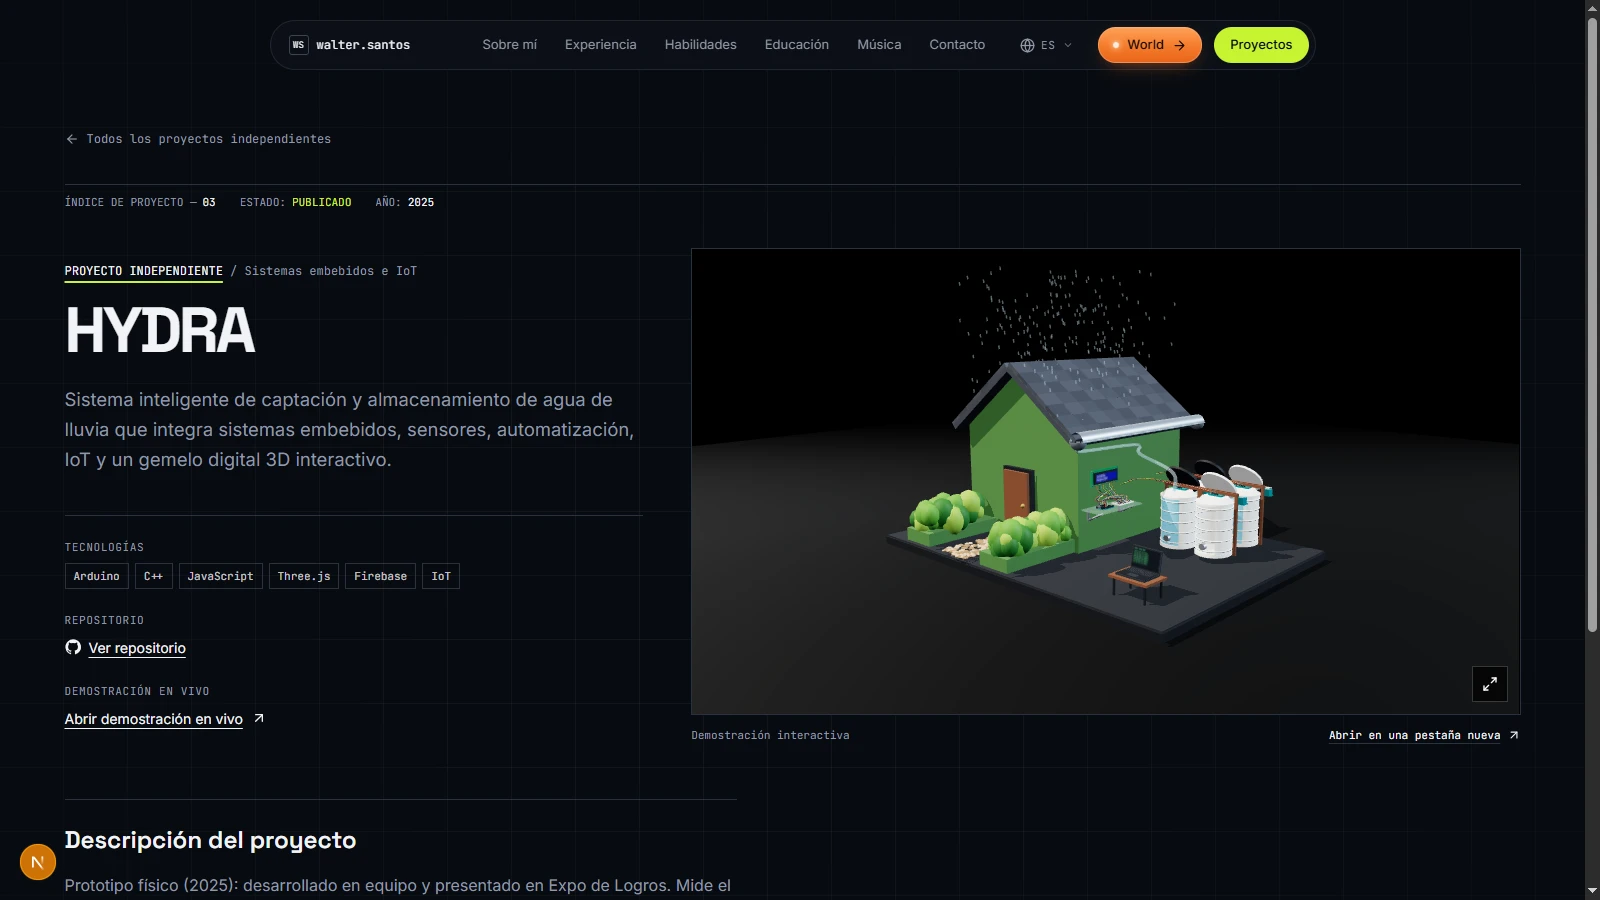 WS walter.santos Sobre mí Experiencia Habilidades Educación Música Contacto ES World Proyectos
Todos los proyectos independientes
ÍNDICE DE PROYECTO — 03 ESTADO: PUBLICADO AÑO: 2025
PROYECTO INDEPENDIENTE / Sistemas embebidos e IoT
HYDRA
Sistema inteligente de captación y almacenamiento de agua de
lluvia que integra sistemas embebidos, sensores, automatización,
IoT y un gemelo digital 3D interactivo.
TECNOLOGÍAS
Arduino C++ JavaScript Three.js Firebase IoT
REPOSITORIO
Ver repositorio
DEMOSTRACIÓN EN VIVO
Abrir demostración en vivo
Demostración interactiva Abrir en una pestaña nueva
Descripción del proyecto
N
Prototipo físico (2025): desarrollado en equipo y presentado en Expo de Logros. Mide el